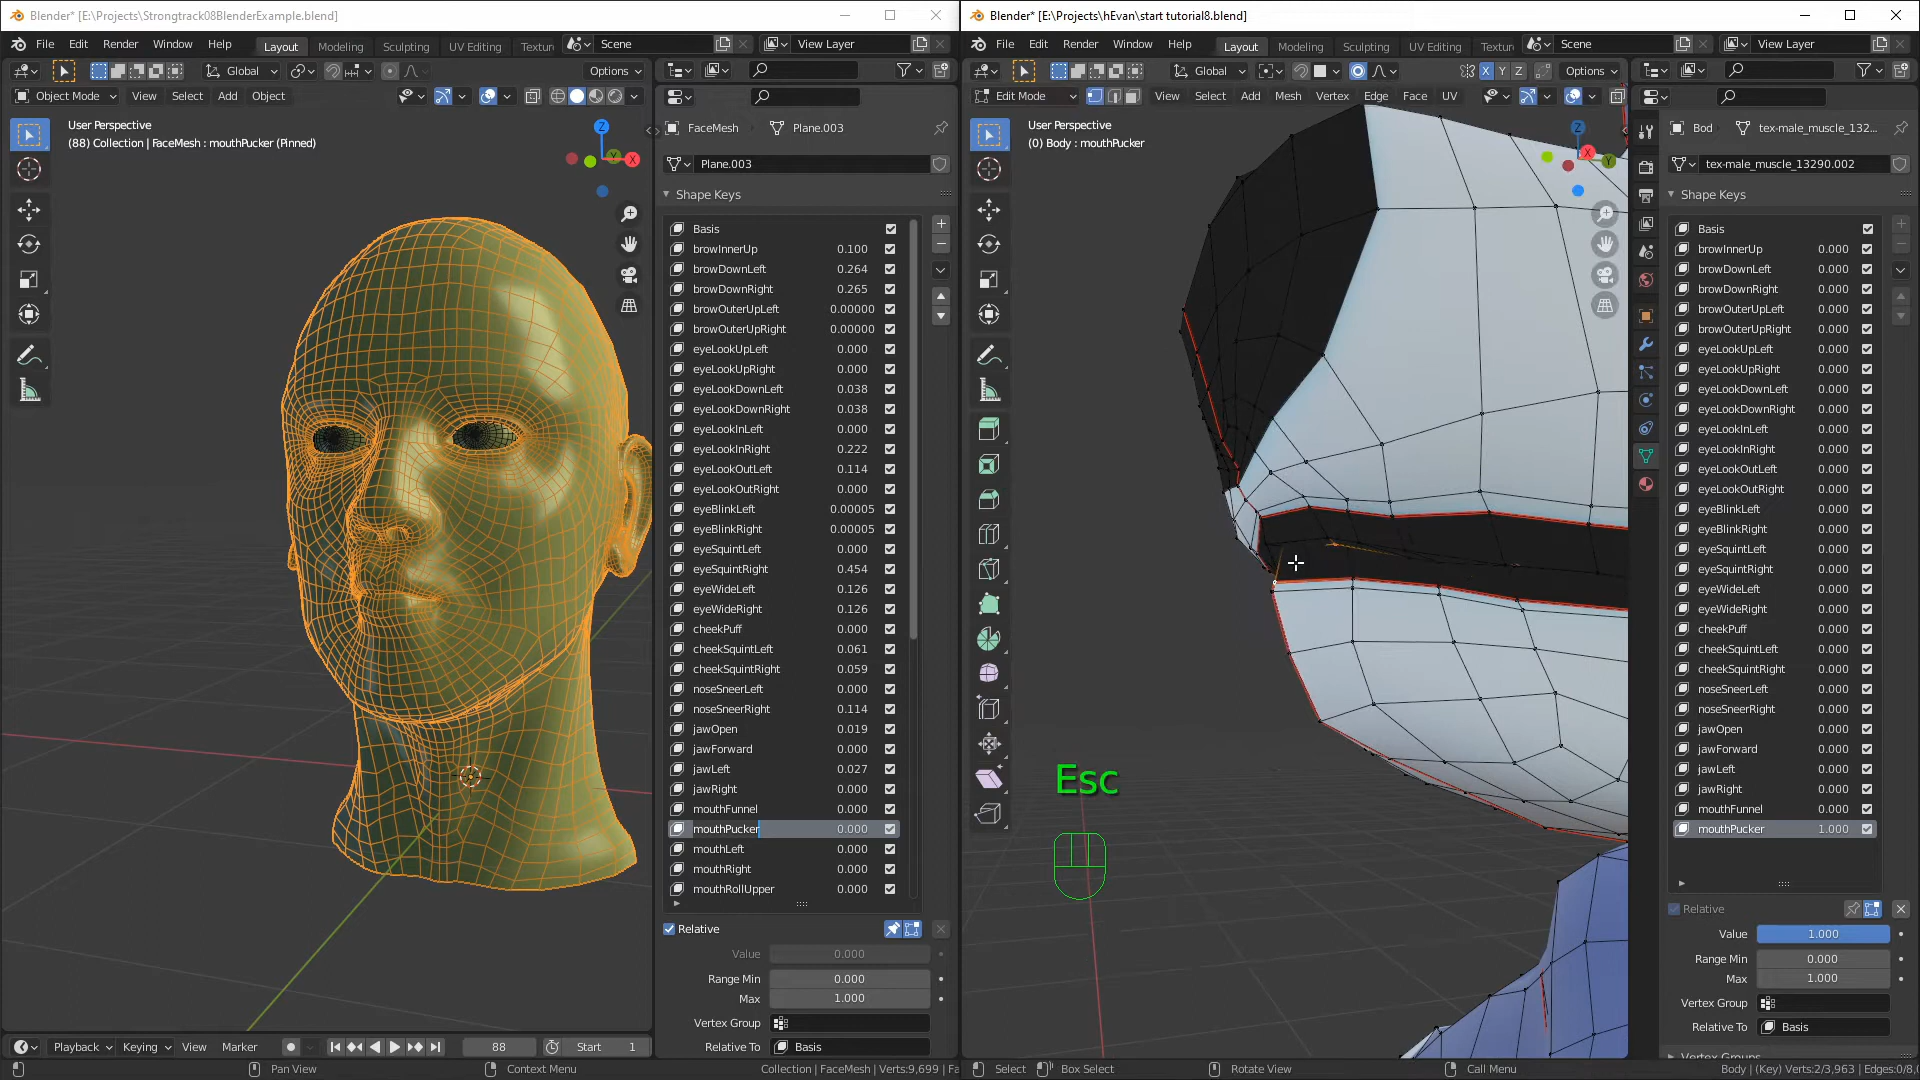 Blender* [E:\Projects\Strongtrack08BlenderExample.blend]
File Edit Render Window Help Layout Modeling Sculpting UV Editing Textur Scene View Layer
Global Options
Object Mode View Select Add Object
User Perspective
(88) Collection | FaceMesh : mouthPucker (Pinned)
Z
Y
X
FaceMesh Plane.003
Plane.003
Shape Keys
Basis
browInnerUp 0.100
browDownLeft 0.264
browDownRight 0.265
browOuterUpLeft 0.00000
browOuterUpRight 0.00000
eyeLookUpLeft 0.000
eyeLookUpRight 0.000
eyeLookDownLeft 0.038
eyeLookDownRight 0.038
eyeLookInLeft 0.000
eyeLookInRight 0.222
eyeLookOutLeft 0.114
eyeLookOutRight 0.000
eyeBlinkLeft 0.00005
eyeBlinkRight 0.00005
eyeSquintLeft 0.000
eyeSquintRight 0.454
eyeWideLeft 0.126
eyeWideRight 0.126
cheekPuff 0.000
cheekSquintLeft 0.061
cheekSquintRight 0.059
noseSneerLeft 0.000
noseSneerRight 0.114
jawOpen 0.019
jawForward 0.000
jawLeft 0.027
jawRight 0.000
mouthFunnel 0.000
mouthPucker 0.000
mouthLeft 0.000
mouthRight 0.000
mouthRollUpper 0.000
Relative
Value 0.000
Range Min 0.000
Max 1.000
Vertex Group
Relative To Basis
Playback Keying View Marker 88 Start 1
Pan View Context Menu Collection | FaceMesh | Verts:9,699 | Fa
Blender* [E:\Projects\hEvan\start tutorial8.blend]
File Edit Render Window Help Layout Modeling Sculpting UV Editing Textur Scene View Layer
Global X Y Z Options
Edit Mode View Select Add Mesh Vertex Edge Face UV
User Perspective
(0) Body : mouthPucker
Z
X
Y
Esc
Bod tex-male_muscle_132...
tex-male_muscle_13290.002
Shape Keys
Basis
browInnerUp 0.000
browDownLeft 0.000
browDownRight 0.000
browOuterUpLeft 0.000
browOuterUpRight 0.000
eyeLookUpLeft 0.000
eyeLookUpRight 0.000
eyeLookDownLeft 0.000
eyeLookDownRight 0.000
eyeLookInLeft 0.000
eyeLookInRight 0.000
eyeLookOutLeft 0.000
eyeLookOutRight 0.000
eyeBlinkLeft 0.000
eyeBlinkRight 0.000
eyeSquintLeft 0.000
eyeSquintRight 0.000
eyeWideLeft 0.000
eyeWideRight 0.000
cheekPuff 0.000
cheekSquintLeft 0.000
cheekSquintRight 0.000
noseSneerLeft 0.000
noseSneerRight 0.000
jawOpen 0.000
jawForward 0.000
jawLeft 0.000
jawRight 0.000
mouthFunnel 0.000
mouthPucker 1.000
Relative
Value 1.000
Range Min 0.000
Max 1.000
Vertex Group
Relative To Basis
Vertex Groups
Select Box Select Rotate View Call Menu Body | (Key) Verts:2/3,963 | Edges:0/8,